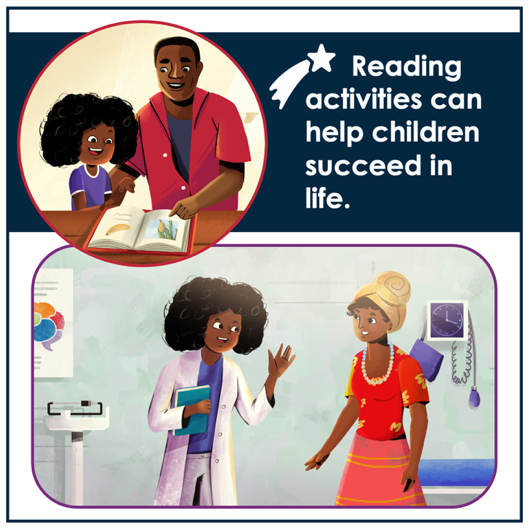 Reading
activities can
help children
succeed in
life.